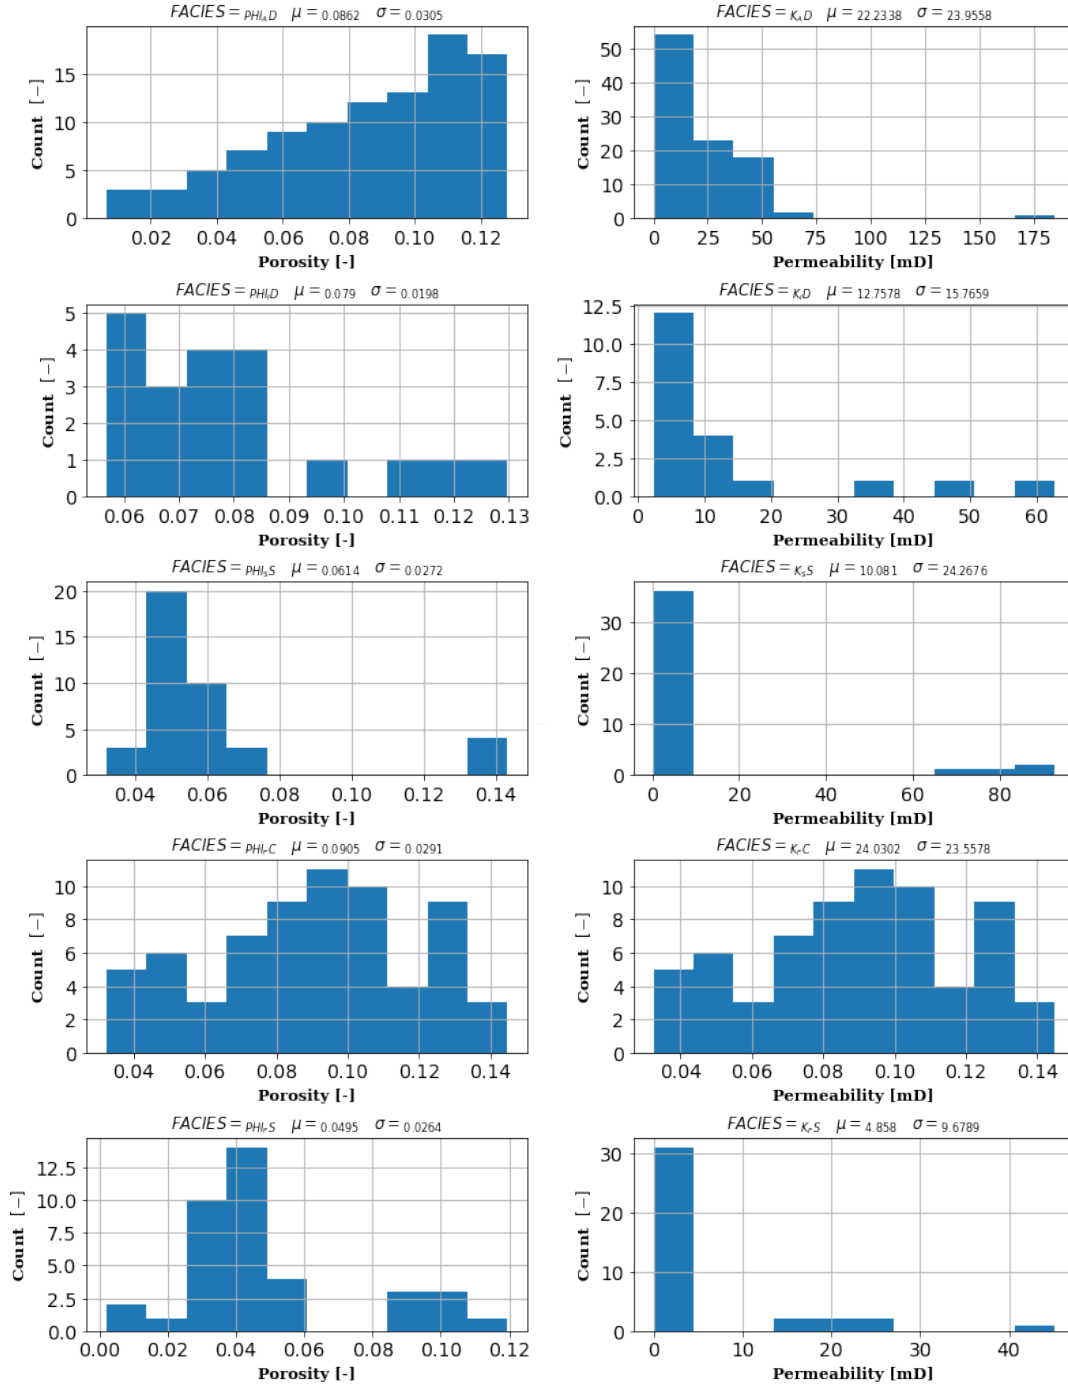 FACIES = PHI_AD μ = 0.0862 σ = 0.0305
Count [−]
15
10
5
0
0.02 0.04 0.06 0.08 0.10 0.12
Porosity [-]
FACIES = K_AD μ = 22.2338 σ = 23.9558
Count [−]
50
40
30
20
10
0
0 25 50 75 100 125 150 175
Permeability [mD]
FACIES = PHI_ID μ = 0.079 σ = 0.0198
Count [−]
5
4
3
2
1
0
0.06 0.07 0.08 0.09 0.10 0.11 0.12 0.13
Porosity [-]
FACIES = K_ID μ = 12.7578 σ = 15.7659
Count [−]
12.5
10.0
7.5
5.0
2.5
0.0
0 10 20 30 40 50 60
Permeability [mD]
FACIES = PHI_SS μ = 0.0614 σ = 0.0272
Count [−]
20
15
10
5
0
0.04 0.06 0.08 0.10 0.12 0.14
Porosity [-]
FACIES = K_SS μ = 10.081 σ = 24.2676
Count [−]
30
20
10
0
0 20 40 60 80
Permeability [mD]
FACIES = PHI_FC μ = 0.0905 σ = 0.0291
Count [−]
10
8
6
4
2
0
0.04 0.06 0.08 0.10 0.12 0.14
Porosity [-]
FACIES = K_FC μ = 24.0302 σ = 23.5578
Count [−]
10
8
6
4
2
0
0.04 0.06 0.08 0.10 0.12 0.14
Permeability [mD]
FACIES = PHI_FS μ = 0.0495 σ = 0.0264
Count [−]
12.5
10.0
7.5
5.0
2.5
0.0
0.00 0.02 0.04 0.06 0.08 0.10 0.12
Porosity [-]
FACIES = K_FS μ = 4.858 σ = 9.6789
Count [−]
30
20
10
0
0 10 20 30 40
Permeability [mD]